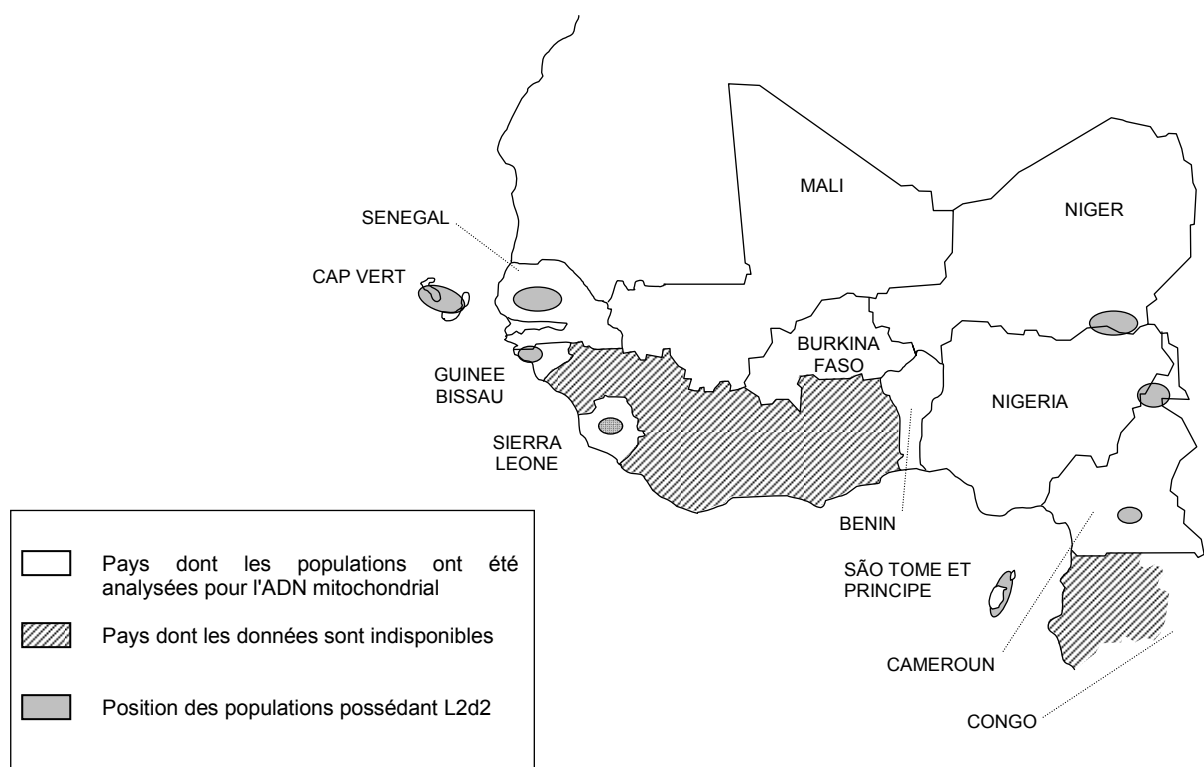 MALI
NIGER
SENEGAL
CAP VERT
BURKINA
FASO
GUINEE
BISSAU
NIGERIA
SIERRA
LEONE
BENIN
SÃO TOME ET
PRINCIPE
CAMEROUN
CONGO
Pays dont les populations ont été
analysées pour l'ADN mitochondrial
Pays dont les données sont indisponibles
Position des populations possédant L2d2